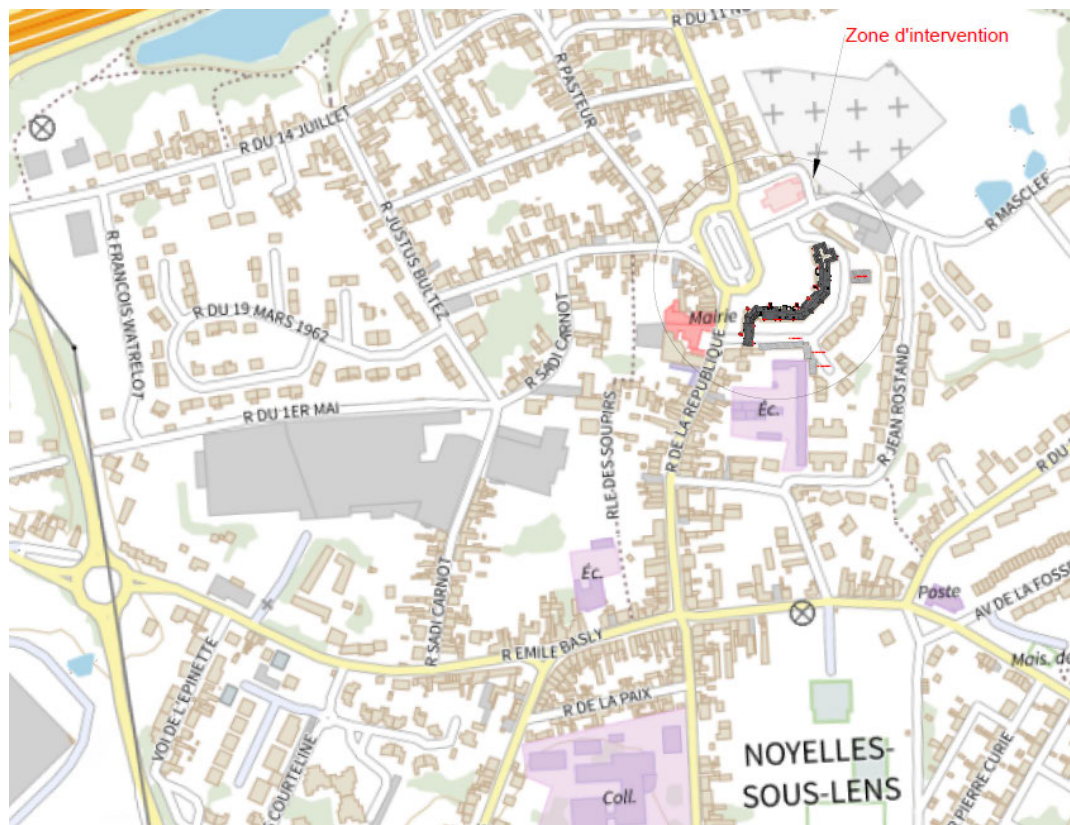 R DU 11 NO
Zone d'intervention
R PASTEUR
R DU 14 JUILLET
R JUSTUS BULTEZ
R MASCLEF
R FRANCOIS WATRELOT
R DU 19 MARS 1962
Mairie
R SADI CARNOT
R DE LA REPUBLIQUE
R JEAN ROSTAND
R DU 1ER MAI
Éc.
RLE DES SOUPIRS
R DU
Éc.
R SADI CARNOT
Poste
AV DE LA FOSSE
R EMILE BASLY
Mais. de
VOI DE L'EPINETTE
R DE LA PAIX
COURTELINE
NOYELLES-
SOUS-LENS
PIERRE CURIE
Coll.